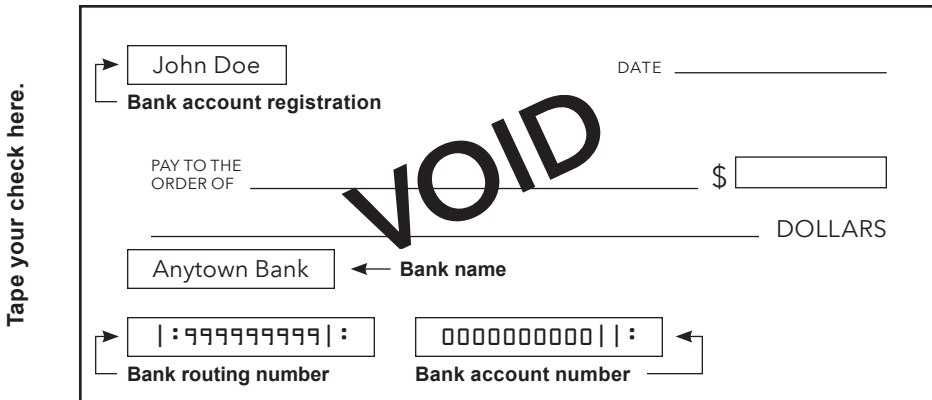 Tape your check here.
John Doe
DATE
Bank account registration
VOID
PAY TO THE
ORDER OF
$
DOLLARS
Anytown Bank
Bank name
|:999999999|:
0000000000||:
Bank routing number
Bank account number